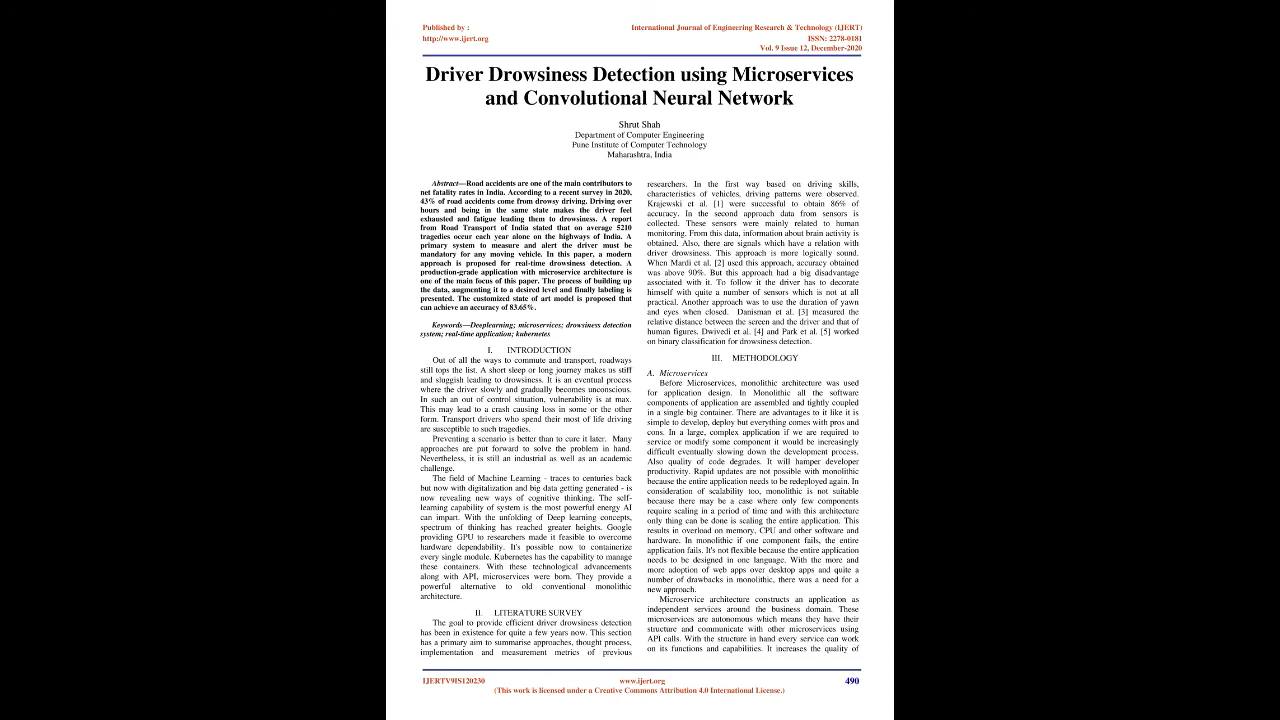 Published by :
http://www.ijert.org
International Journal of Engineering Research & Technology (IJERT)
ISSN: 2278-0181
Vol. 9 Issue 12, December-2020
Driver Drowsiness Detection using Microservices
and Convolutional Neural Network
Shrut Shah
Department of Computer Engineering
Pune Institute of Computer Technology
Maharashtra, India
Abstract—Road accidents are one of the main contributors to
net fatality rates in India. According to a recent survey in 2020,
43% of road accidents come from drowsy driving. Driving over
hours and being in the same state makes the driver feel
exhausted and fatigue leading them to drowsiness. A report
from Road Transport of India stated that on average 5210
tragedies occur each year alone on the highways of India. A
primary system to measure and alert the driver must be
mandatory for any moving vehicle. In this paper, a modern
approach is proposed for real-time drowsiness detection. A
production-grade application with microservice architecture is
one of the main focus of this paper. The process of building up
the data, augmenting it to a desired level and finally labeling is
presented. The customized state of art model is proposed that
can achieve an accuracy of 83.65%.
Keywords—Deeplearning; microservices; drowsiness detection
system; real-time application; kubernetes
I. INTRODUCTION
Out of all the ways to commute and transport, roadways
still tops the list. A short sleep or long journey makes us stiff
and sluggish leading to drowsiness. It is an eventual process
where the driver slowly and gradually becomes unconscious.
In such an out of control situation, vulnerability is at max.
This may lead to a crash causing loss in some or the other
form. Transport drivers who spend their most of life driving
are susceptible to such tragedies.
Preventing a scenario is better than to cure it later. Many
approaches are put forward to solve the problem in hand.
Nevertheless, it is still an industrial as well as an academic
challenge.
The field of Machine Learning - traces to centuries back
but now with digitalization and big data getting generated - is
now revealing new ways of cognitive thinking. The self-
learning capability of system is the most powerful energy AI
can impart. With the unfolding of Deep learning concepts,
spectrum of thinking has reached greater heights. Google
providing GPU to researchers made it feasible to overcome
hardware dependability. It's possible now to containerize
every single module. Kubernetes has the capability to manage
these containers. With these technological advancements
along with API, microservices were born. They provide a
powerful alternative to old conventional monolithic
architecture.
II. LITERATURE SURVEY
The goal to provide efficient driver drowsiness detection
has been in existence for quite a few years now. This section
has a primary aim to summarise approaches, thought process,
implementation and measurement metrics of previous
researchers. In the first way based on driving skills,
characteristics of vehicles, driving patterns were observed.
Krajewski et al. [1] were successful to obtain 86% of
accuracy. In the second approach data from sensors is
collected. These sensors were mainly related to human
monitoring. From this data, information about brain activity is
obtained. Also, there are signals which have a relation with
driver drowsiness. This approach is more logically sound.
When Mardi et al. [2] used this approach, accuracy obtained
was above 90%. But this approach had a big disadvantage
associated with it. To follow it the driver has to decorate
himself with quite a number of sensors which is not at all
practical. Another approach was to use the duration of yawn
and eyes when closed. Danisman et al. [3] measured the
relative distance between the screen and the driver and that of
human figures. Dwivedi et al. [4] and Park et al. [5] worked
on binary classification for drowsiness detection.
III. METHODOLOGY
A. Microservices
Before Microservices, monolithic architecture was used
for application design. In Monolithic all the software
components of application are assembled and tightly coupled
in a single big container. There are advantages to it like it is
simple to develop, deploy but everything comes with pros and
cons. In a large, complex application if we are required to
service or modify some component it would be increasingly
difficult eventually slowing down the development process.
Also quality of code degrades. It will hamper developer
productivity. Rapid updates are not possible with monolithic
because the entire application needs to be redeployed again. In
consideration of scalability too, monolithic is not suitable
because there may be a case where only few components
require scaling in a period of time and with this architecture
only thing can be done is scaling the entire application. This
results in overload on memory, CPU and other software and
hardware. In monolithic if one component fails, the entire
application fails. It's not flexible because the entire application
needs to be designed in one language. With the more and
more adoption of web apps over desktop apps and quite a
number of drawbacks in monolithic, there was a need for a
new approach.
Microservice architecture constructs an application as
independent services around the business domain. These
microservices are autonomous which means they have their
structure and communicate with other microservices using
API calls. With the structure in hand every service can work
on its functions and capabilities. It increases the quality of
IJERTV9IS120230
www.ijert.org
490
(This work is licensed under a Creative Commons Attribution 4.0 International License.)